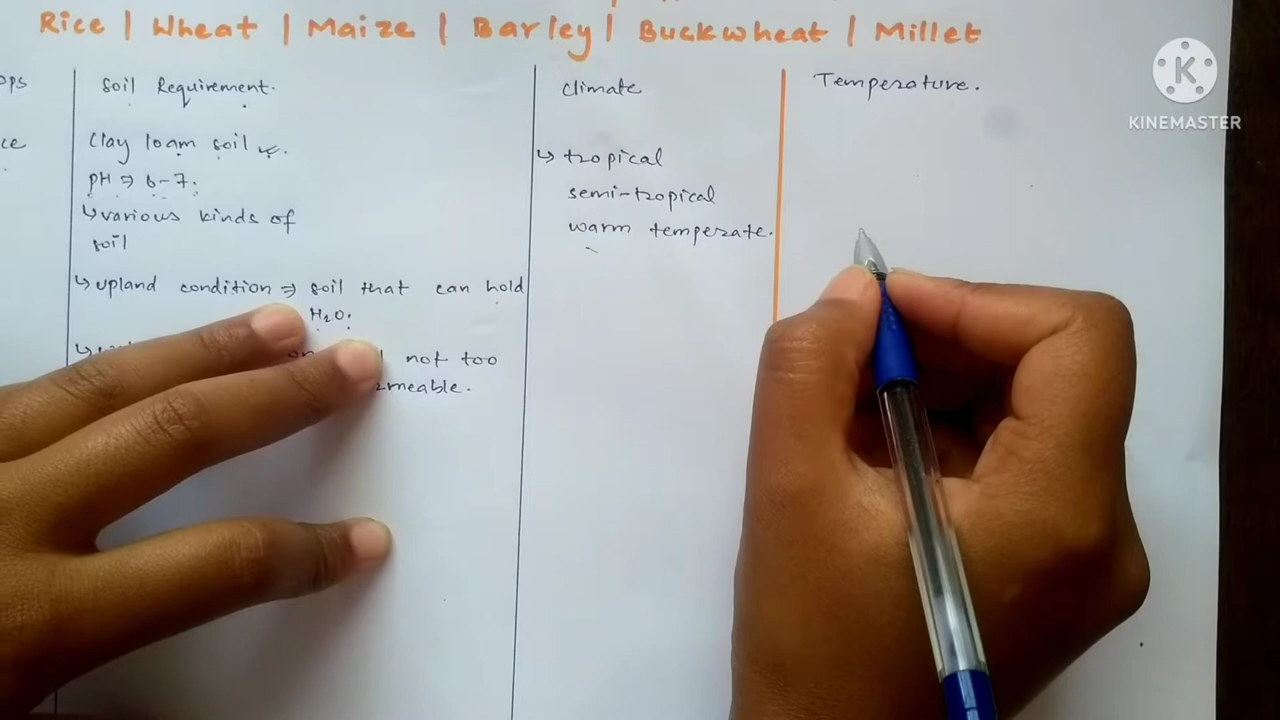 Rice | Wheat | Maize | Barley | Buckwheat | Millet
ops
Soil Requirement.
Climate
Temperature.
ce
Clay loam soil
pH ⇒ 6-7.
↳ various kinds of
soil
↳ upland condition ⇒ soil that can hold
H₂O.
not too
meable.
↳ tropical
semi-tropical
warm temperate.
K
KINEMASTER